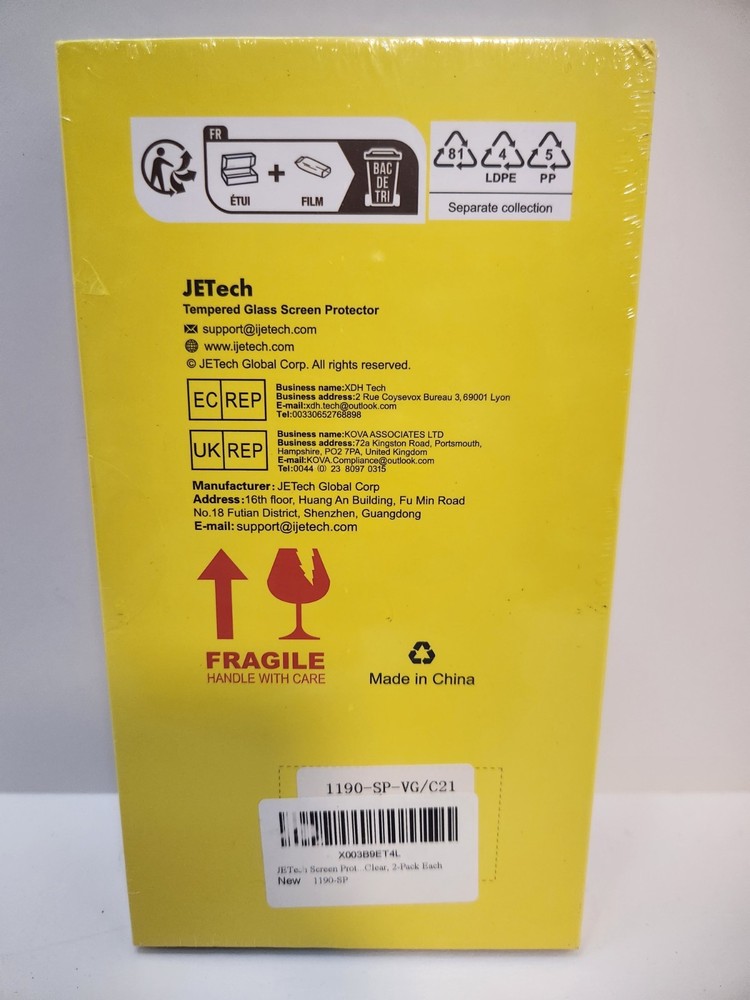 FR
ÉTUI
+
FILM
BAC
DE
TRI
81
4
5
LDPE
PP
Separate collection
JETech
Tempered Glass Screen Protector
support@ijetech.com
www.ijetech.com
© JETech Global Corp. All rights reserved.
EC REP
Business name:XDH Tech
Business address:2 Rue Coysevox Bureau 3,69001 Lyon
E-mail:xdh.tech@outlook.com
Tel:00330652768898
UK REP
Business name:KOVA ASSOCIATES LTD
Business address:72a Kingston Road, Portsmouth,
Hampshire, PO2 7PA, United Kingdom
E-mail:KOVA.Compliance@outlook.com
Tel:0044 (0) 23 8097 0315
Manufacturer: JETech Global Corp
Address:16th floor, Huang An Building, Fu Min Road
No.18 Futian District, Shenzhen, Guangdong
E-mail: support@ijetech.com
FRAGILE
HANDLE WITH CARE
Made in China
1190-SP-VG/C21
X003B9ET4L
Screen Prot Clear, 2-Pack Each
New 1190-SP